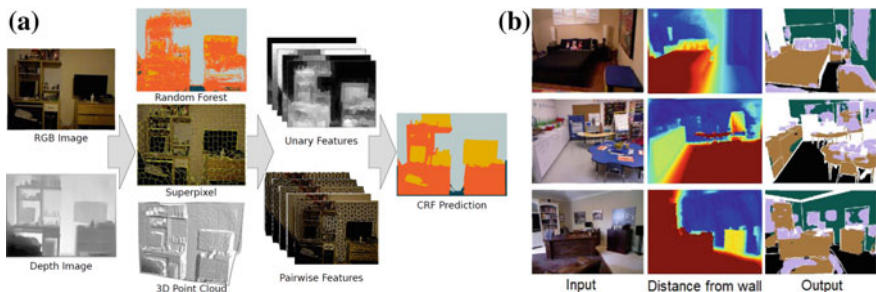 (a)
RGB Image
Depth Image
Random Forest
Superpixel
3D Point Cloud
Unary Features
Pairwise Features
CRF Prediction
(b)
Input
Distance from wall
Output